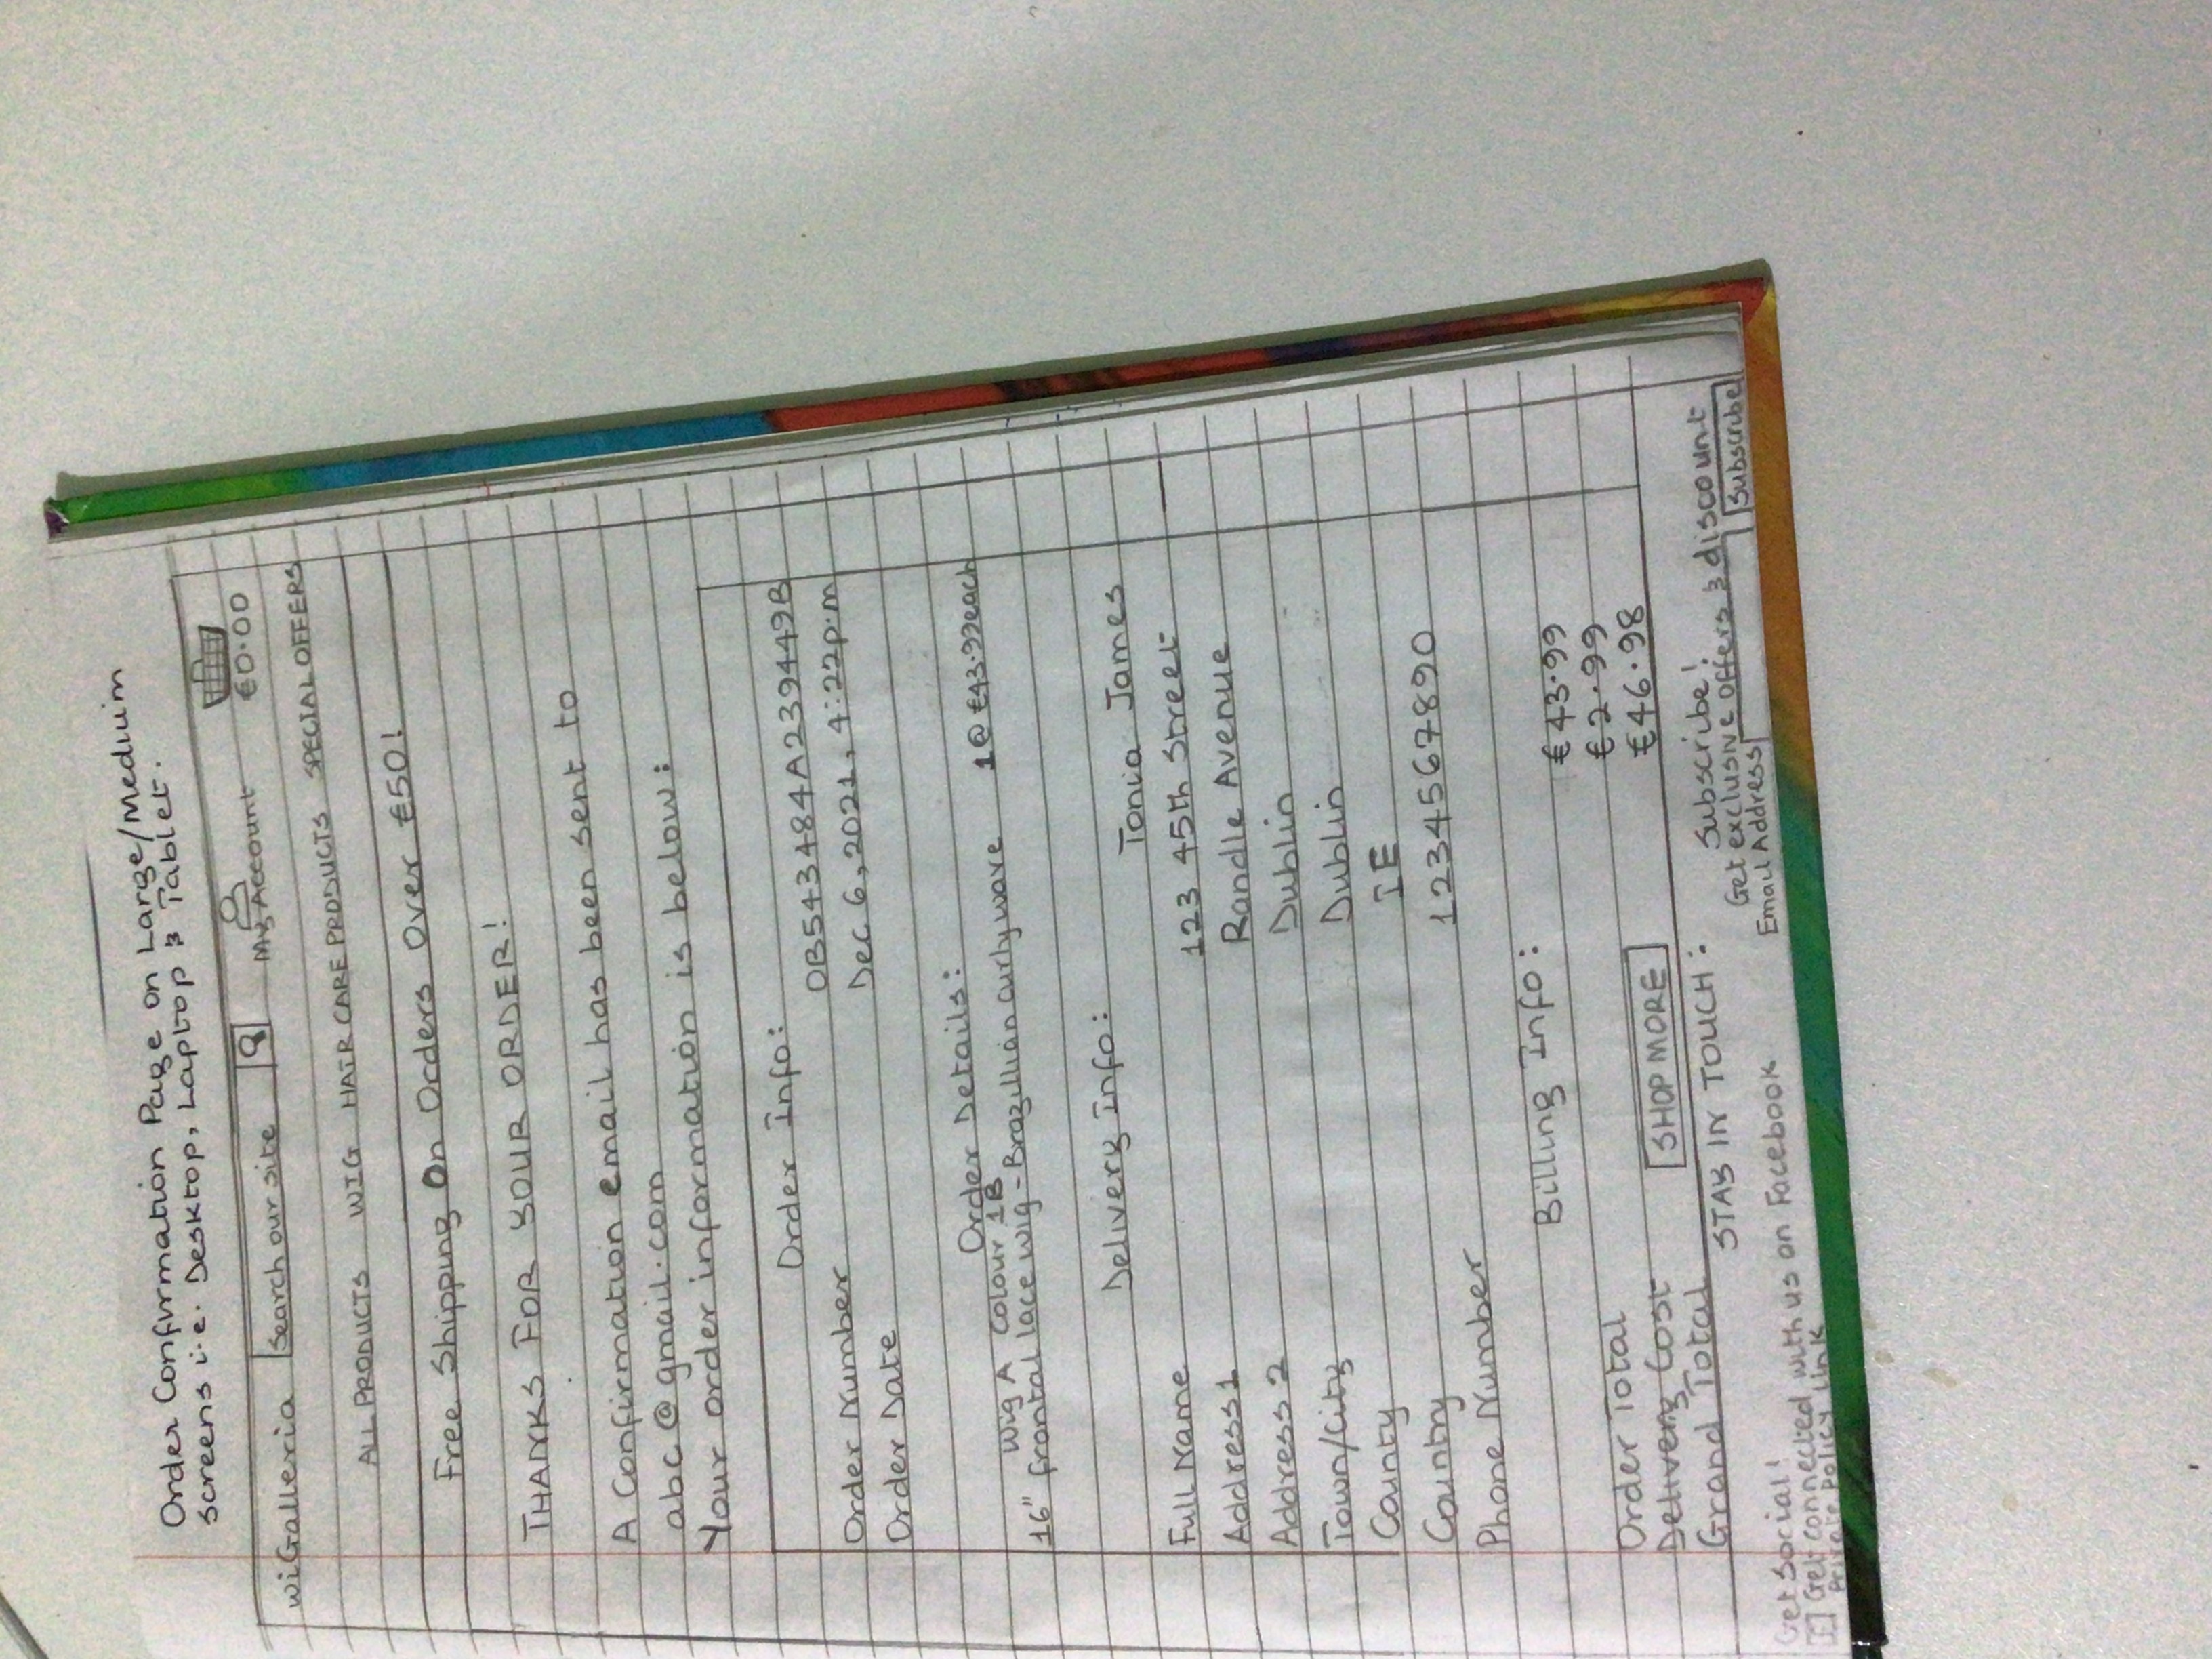 Order Confirmation Page on Large/Medium
screens i.e. Desktop, Laptop & Tablet.
wiGalleria Search our site My Account €0.00
ALL PRODUCTS WIG HAIR CARE PRODUCTS SPECIAL OFFERS
Free Shipping On Orders Over €50!
THANKS FOR YOUR ORDER!
A Confirmation email has been sent to
abc@gmail.com
Your order information is below:
Order Info:
Order Number 0B543484A239449B
Order Date Dec 6, 2021, 4:22p.m
Order Details:
Wig A Colour 1B
16" frontal lace wig - Brazillian curly wave 1 @ €43.99 each
Delivery Info:
Full Name Tonia James
Address 1 123 45th Street
Address 2 Randle Avenue
Town/City Dublin
County Dublin
Country IE
Phone Number 1234567890
Billing Info:
Order Total €43.99
Delivery Cost €2.99
Grand Total €46.98
SHOP MORE
STAY IN TOUCH:
Get Social!
f Get connected with us on Facebook
Private Policy link
Subscribe!
Get exclusive offers & discount
Email Address Subscribe